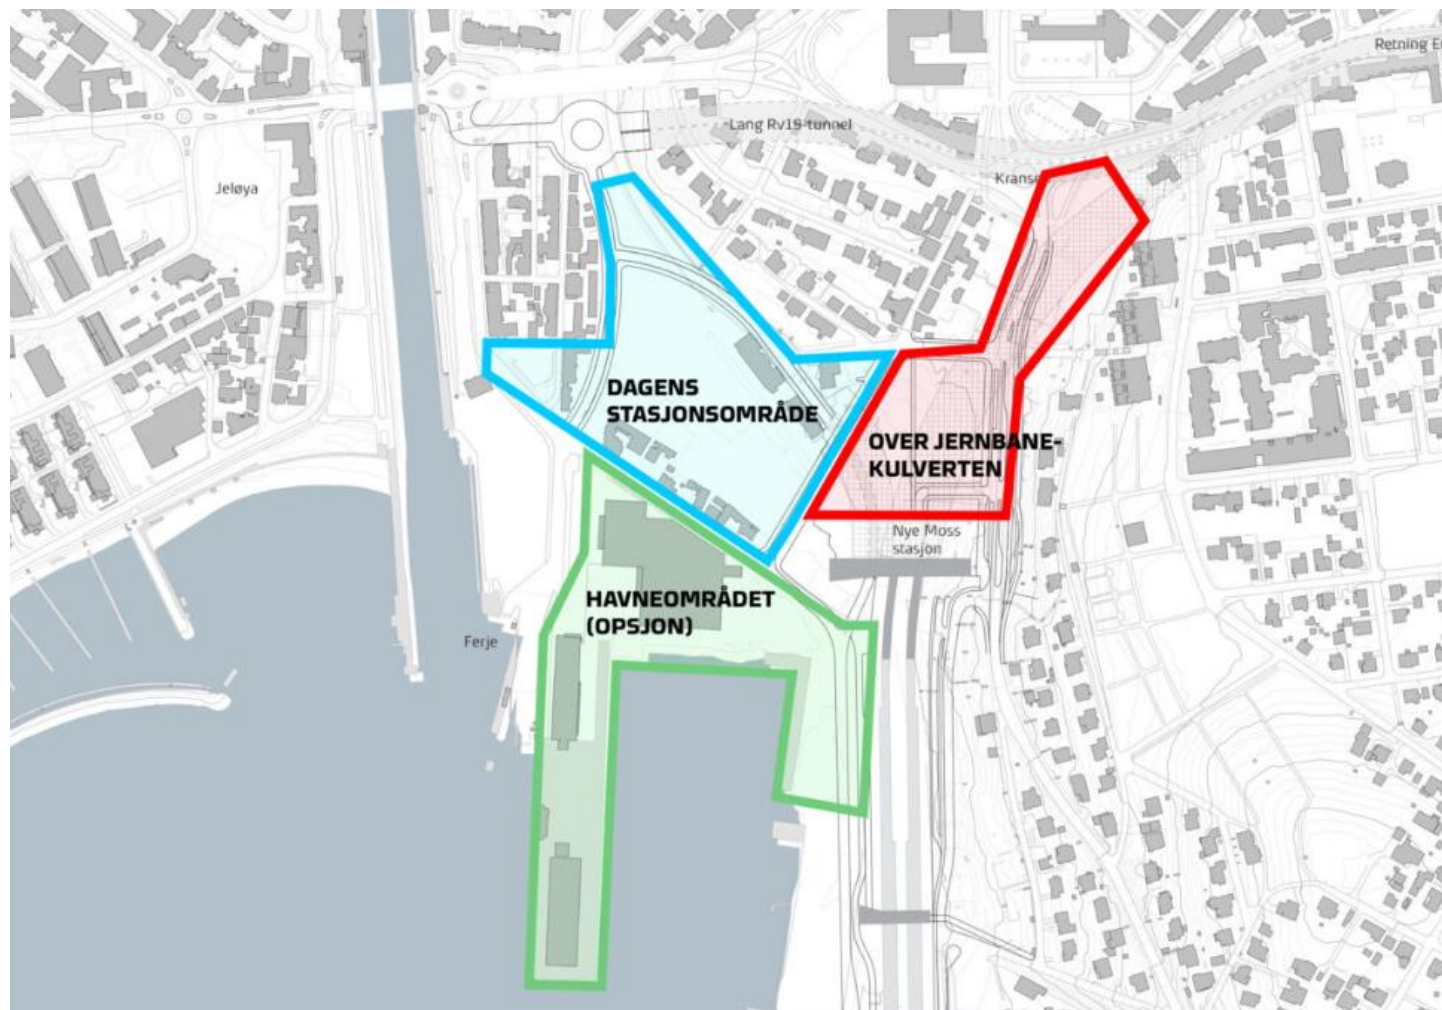 Retning E
Lang Rv19-tunnel
Kranse
Jeløya
DAGENS
STASJONSOMRÅDE
OVER JERNBANE-
KULVERTEN
Nye Moss
stasjon
HAVNEOMRÅDET
(OPSJON)
Ferje